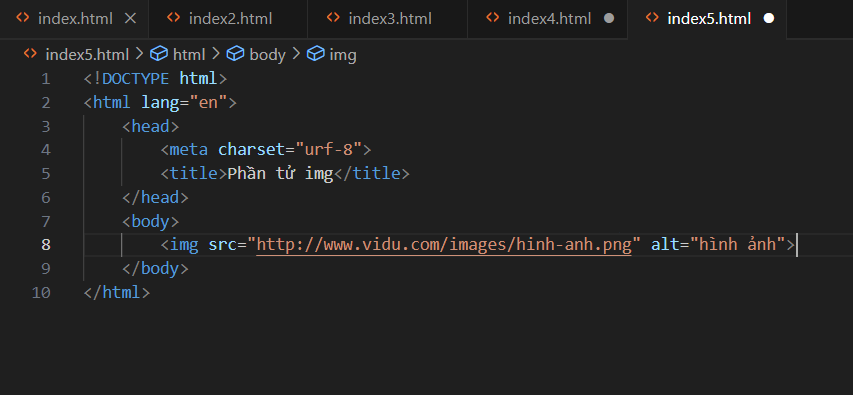 index.html index2.html index3.html index4.html index5.html
index5.html > html > body > img
1 <!DOCTYPE html>
2 <html lang="en">
3 <head>
4 <meta charset="urf-8">
5 <title>Phần tử img</title>
6 </head>
7 <body>
8 <img src="http://www.vidu.com/images/hinh-anh.png" alt="hình ảnh">
9 </body>
10 </html>